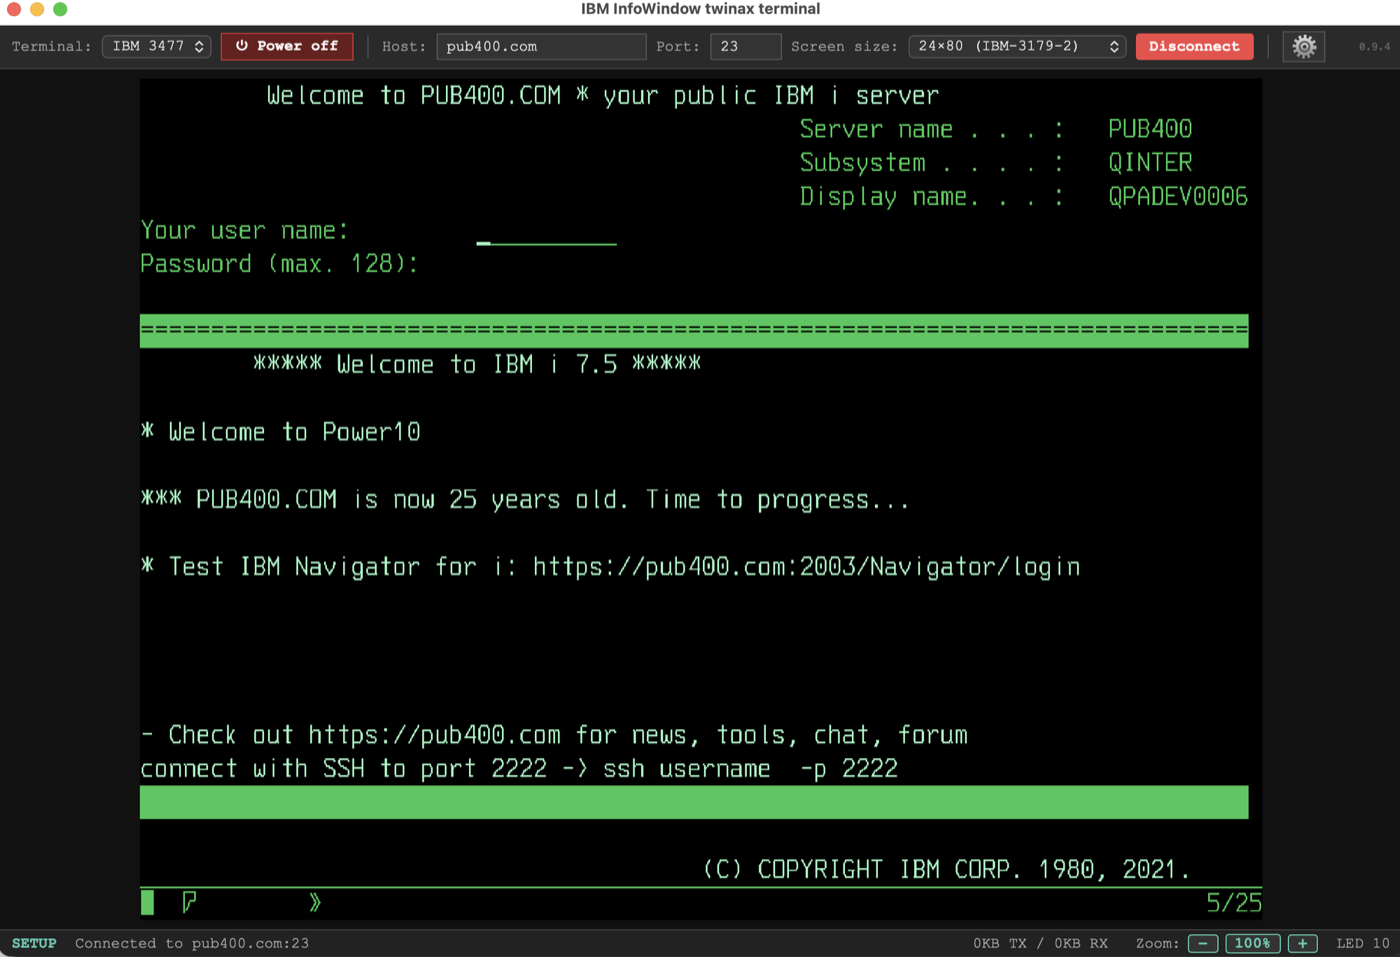 IBM InfoWindow twinax terminal
Terminal: IBM 3477 Power off Host: pub400.com Port: 23 Screen size: 24×80 (IBM-3179-2) Disconnect 0.9.4
Welcome to PUB400.COM * your public IBM i server
Server name . . . : PUB400
Subsystem . . . . : QINTER
Display name. . . : QPADEV0006
Your user name:
Password (max. 128):
===============================================================================
***** Welcome to IBM i 7.5 *****
* Welcome to Power10
*** PUB400.COM is now 25 years old. Time to progress...
* Test IBM Navigator for i: https://pub400.com:2003/Navigator/login
- Check out https://pub400.com for news, tools, chat, forum
connect with SSH to port 2222 -> ssh username  -p 2222
(C) COPYRIGHT IBM CORP. 1980, 2021.
» 5/25
SETUP Connected to pub400.com:23 0KB TX / 0KB RX Zoom: - 100% + LED 10